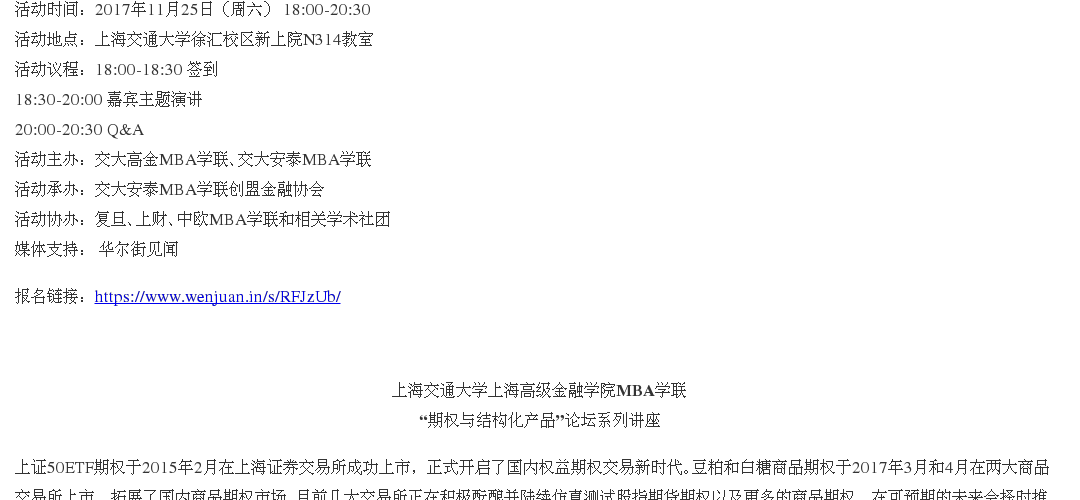 活动时间：2017年11月25日（周六） 18:00-20:30
活动地点：上海交通大学徐汇校区新上院N314教室
活动议程：18:00-18:30 签到
18:30-20:00 嘉宾主题演讲
20:00-20:30 Q&A
活动主办：交大高金MBA学联、交大安泰MBA学联
活动承办：交大安泰MBA学联创盟金融协会
活动协办：复旦、上财、中欧MBA学联和相关学术社团
媒体支持： 华尔街见闻
报名链接：https://www.wenjuan.in/s/RFJzUb/
上海交通大学上海高级金融学院MBA学联
“期权与结构化产品”论坛系列讲座
上证50ETF期权于2015年2月在上海证券交易所成功上市，正式开启了国内权益期权交易新时代。豆粕和白糖商品期权于2017年3月和4月在两大商品
交易所上市，拓展了国内商品期权市场。目前几大交易所正在积极酝酿并陆续仿真测试股指期货期权以及更多的商品期权，在可预期的未来会择时推